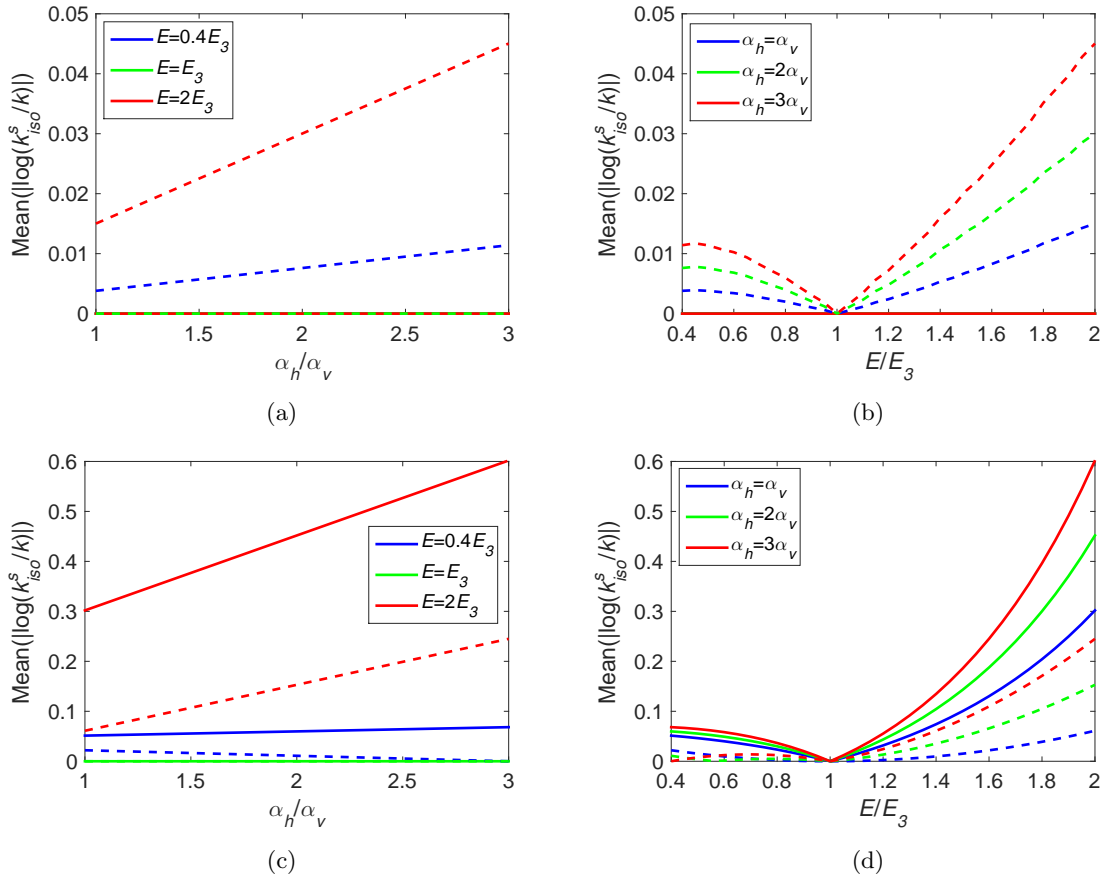 0.05
0.04
0.03
0.02
0.01
0
Mean(|log(k^s_iso/k)|)
E=0.4E_3
E=E_3
E=2E_3
1
1.5
2
2.5
3
α_h/α_v
(a)
0.05
0.04
0.03
0.02
0.01
0
Mean(|log(k^s_iso/k)|)
α_h=α_v
α_h=2α_v
α_h=3α_v
0.4
0.6
0.8
1
1.2
1.4
1.6
1.8
2
E/E_3
(b)
0.6
0.5
0.4
0.3
0.2
0.1
0
Mean(|log(k^s_iso/k)|)
E=0.4E_3
E=E_3
E=2E_3
1
1.5
2
2.5
3
α_h/α_v
(c)
0.6
0.5
0.4
0.3
0.2
0.1
0
Mean(|log(k^s_iso/k)|)
α_h=α_v
α_h=2α_v
α_h=3α_v
0.4
0.6
0.8
1
1.2
1.4
1.6
1.8
2
E/E_3
(d)